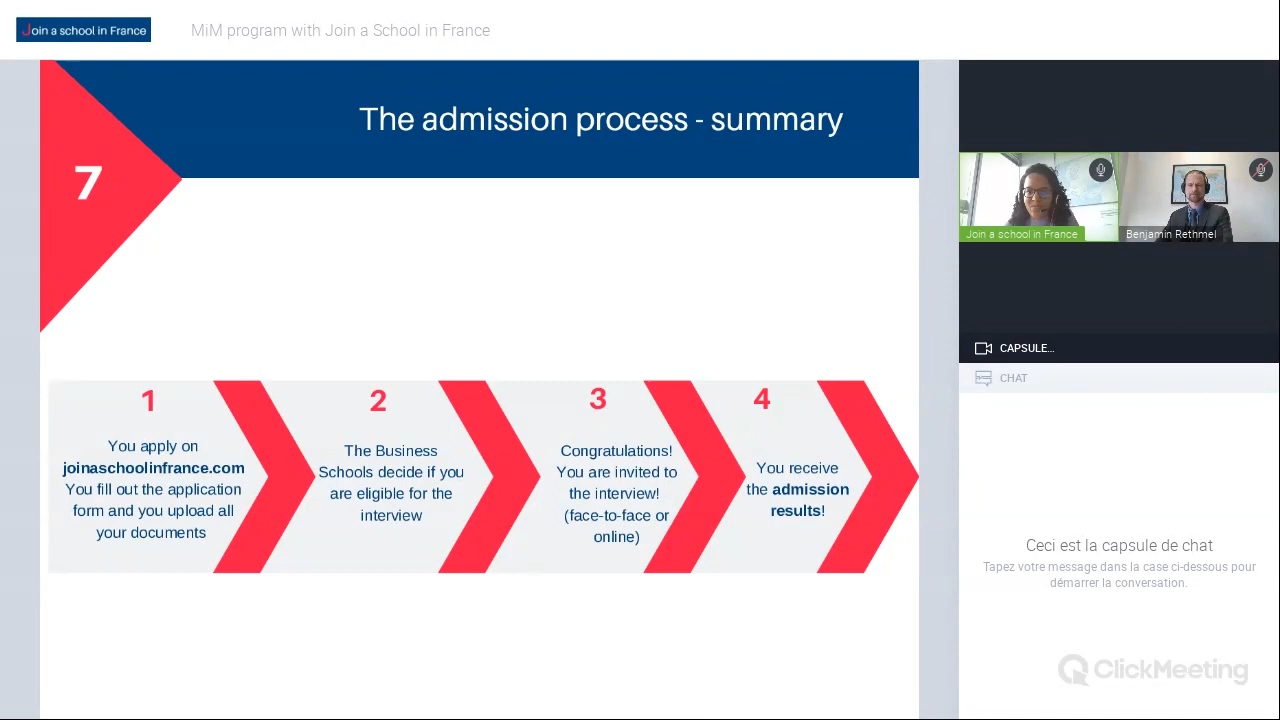 Join a school in France
MiM program with Join a School in France
The admission process - summary
7
1
You apply on
joinaschoolinfrance.com
You fill out the application
form and you upload all
your documents
2
The Business
Schools decide if you
are eligible for the
interview
3
Congratulations!
You are invited to
the interview!
(face-to-face or
online)
4
You receive
the admission
results!
Join a school in France
Benjamin Rethmel
CAPSULE...
CHAT
Ceci est la capsule de chat
Tapez votre message dans la case ci-dessous pour
démarrer la conversation.
ClickMeeting